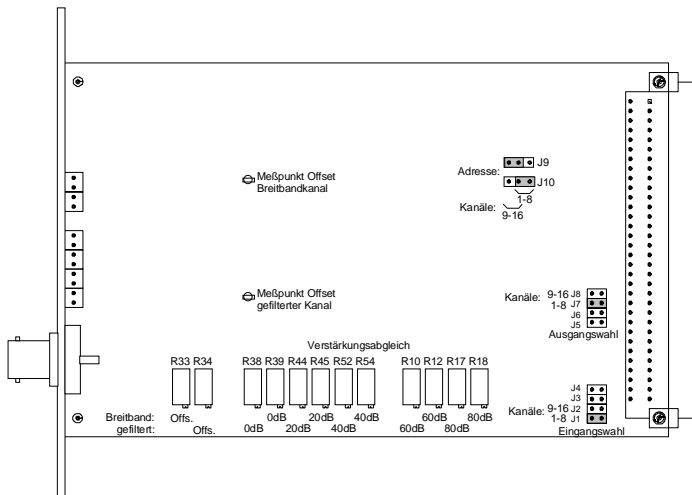 J9
Adresse:
J10
1-8
Kanäle:
9-16
Meßpunkt Offset
Breitbandkanal
Meßpunkt Offset
gefilterter Kanal
Kanäle: 9-16 J8
1-8 J7
J6
J5
Ausgangswahl
Verstärkungsabgleich
R33 R34 R38 R39 R44 R45 R52 R54 R10 R12 R17 R18
Breitband: Offs. 0dB 20dB 40dB 60dB 80dB
gefiltert: Offs. 0dB 20dB 40dB 60dB 80dB
J4
J3
Kanäle: 9-16 J2
1-8 J1
Eingangswahl